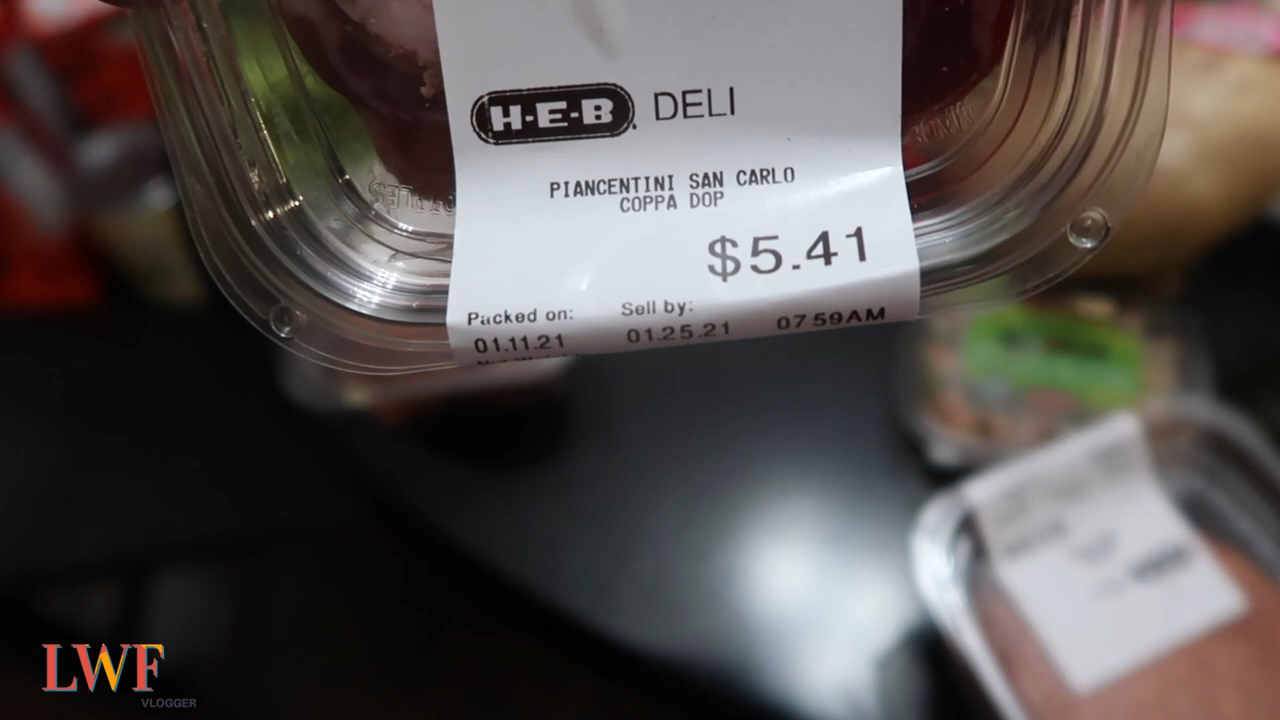 H-E-B DELI
PIANCENTINI SAN CARLO
COPPA DOP
$5.41
Packed on: Sell by:
01.11.21 01.25.21 07 59AM
LWF
VLOGGER